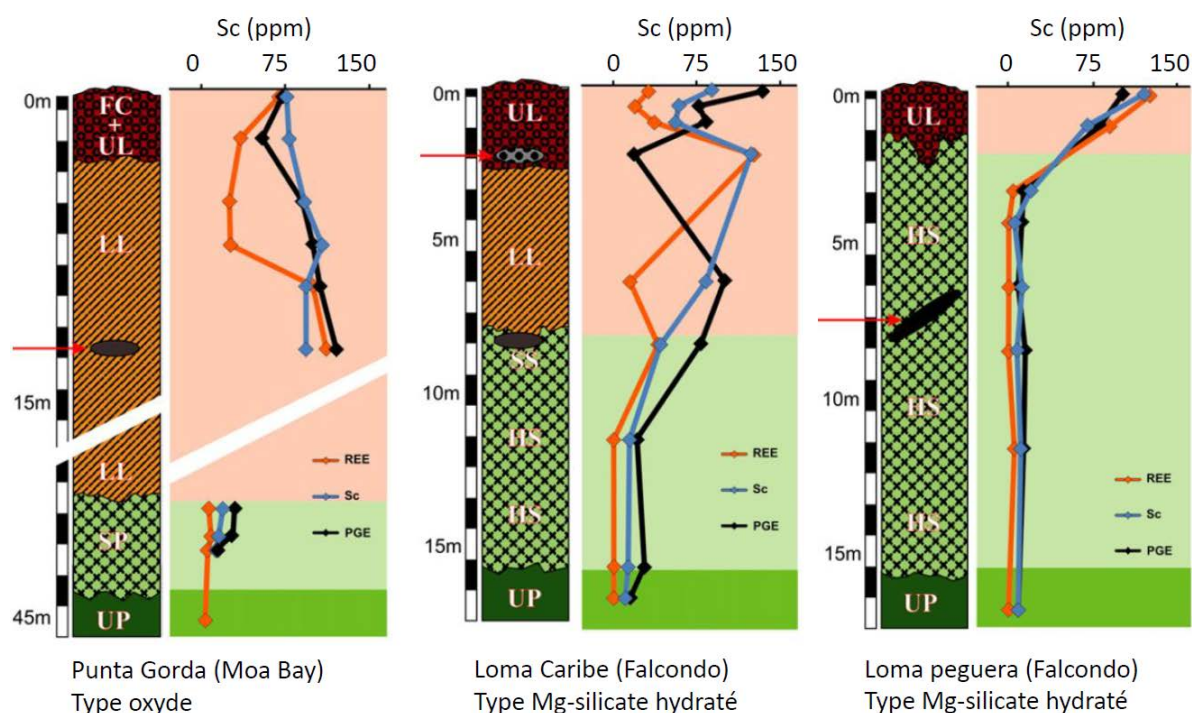 Sc (ppm)
0 75 150
0m
FC
+
UL
LL
15m
LL
SP
45m
UP
REE
Sc
PGE
Punta Gorda (Moa Bay)
Type oxyde
Sc (ppm)
0 75 150
0m
UL
5m
LL
SS
10m
HS
HS
15m
UP
REE
Sc
PGE
Loma Caribe (Falcondo)
Type Mg-silicate hydraté
Sc (ppm)
0 75 150
0m
UL
HS
5m
HS
10m
HS
15m
UP
REE
Sc
PGE
Loma peguera (Falcondo)
Type Mg-silicate hydraté